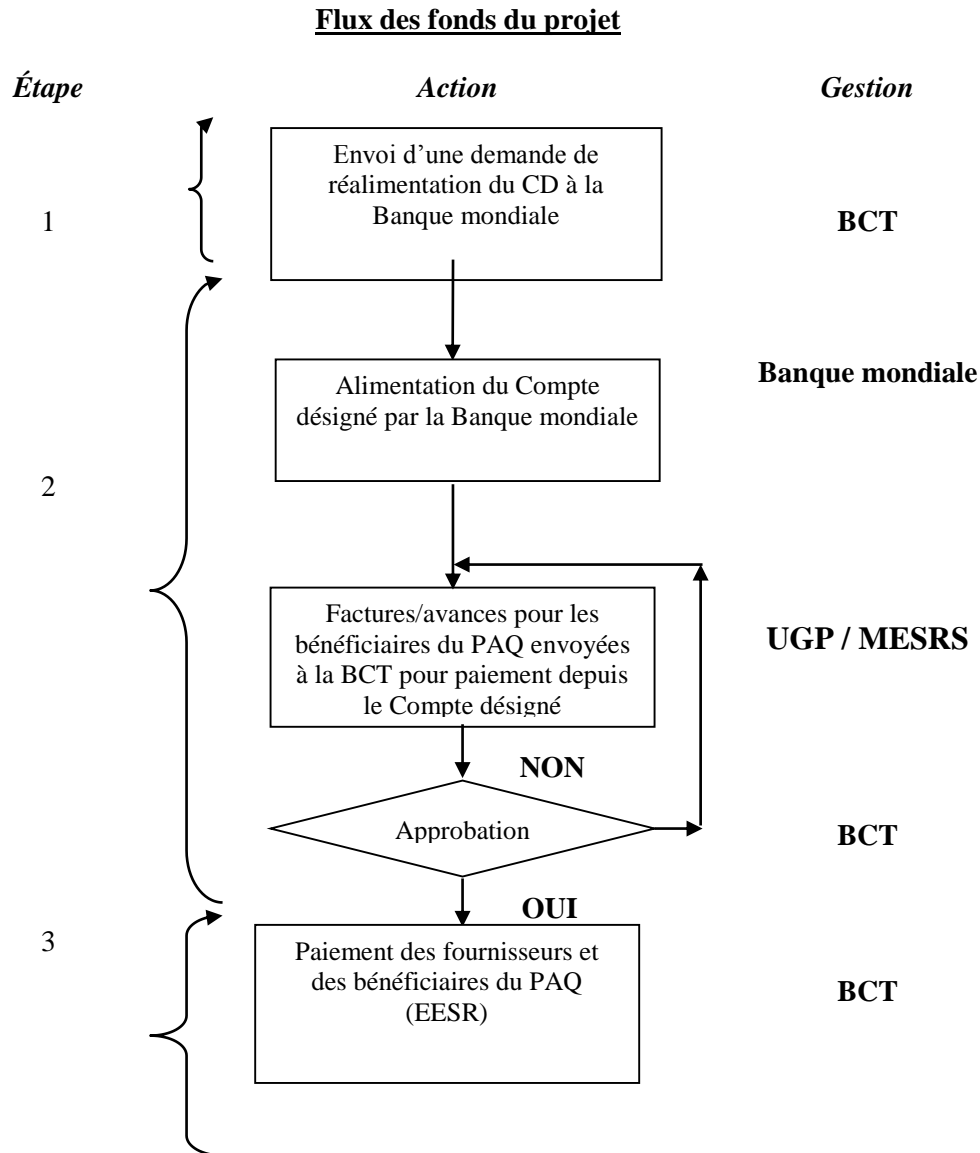 Flux des fonds du projet
Étape Action Gestion
Envoi d’une demande de
réalimentation du CD à la
Banque mondiale
1 BCT
Alimentation du Compte
désigné par la Banque mondiale
Banque mondiale
2
Factures/avances pour les
bénéficiaires du PAQ envoyées
à la BCT pour paiement depuis
le Compte désigné
UGP / MESRS
NON
Approbation
BCT
OUI
3
Paiement des fournisseurs et
des bénéficiaires du PAQ
(EESR)
BCT